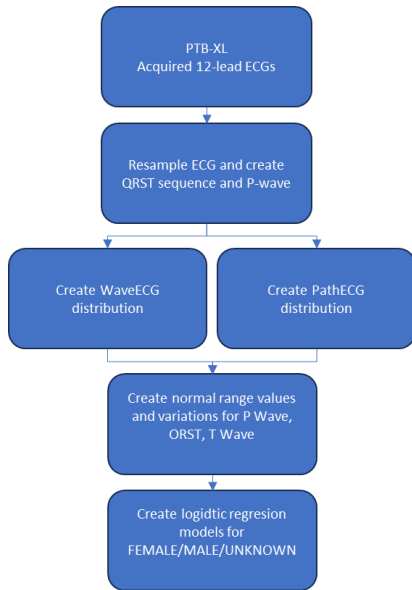 PTB-XL
Acquired 12-lead ECGs
Resample ECG and create
QRST sequence and P-wave
Create WaveECG
distribution
Create PathECG
distribution
Create normal range values
and variations for P Wave,
ORST, T Wave
Create logidtic regresion
models for
FEMALE/MALE/UNKNOWN